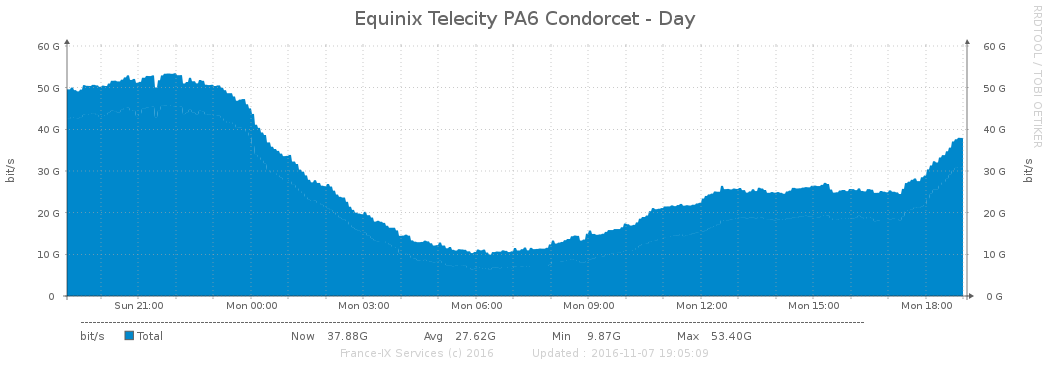 Equinix Telecity PA6 Condorcet - Day
RRDTOOL / TOBI OETIKER
bit/s
60 G
50 G
40 G
30 G
20 G
10 G
0
60 G
50 G
40 G
30 G
20 G
10 G
0 G
bit/s
Sun 21:00 Mon 00:00 Mon 03:00 Mon 06:00 Mon 09:00 Mon 12:00 Mon 15:00 Mon 18:00
bit/s Total Now 37.88G Avg 27.62G Min 9.87G Max 53.40G
France-IX Services (c) 2016 Updated : 2016-11-07 19:05:09